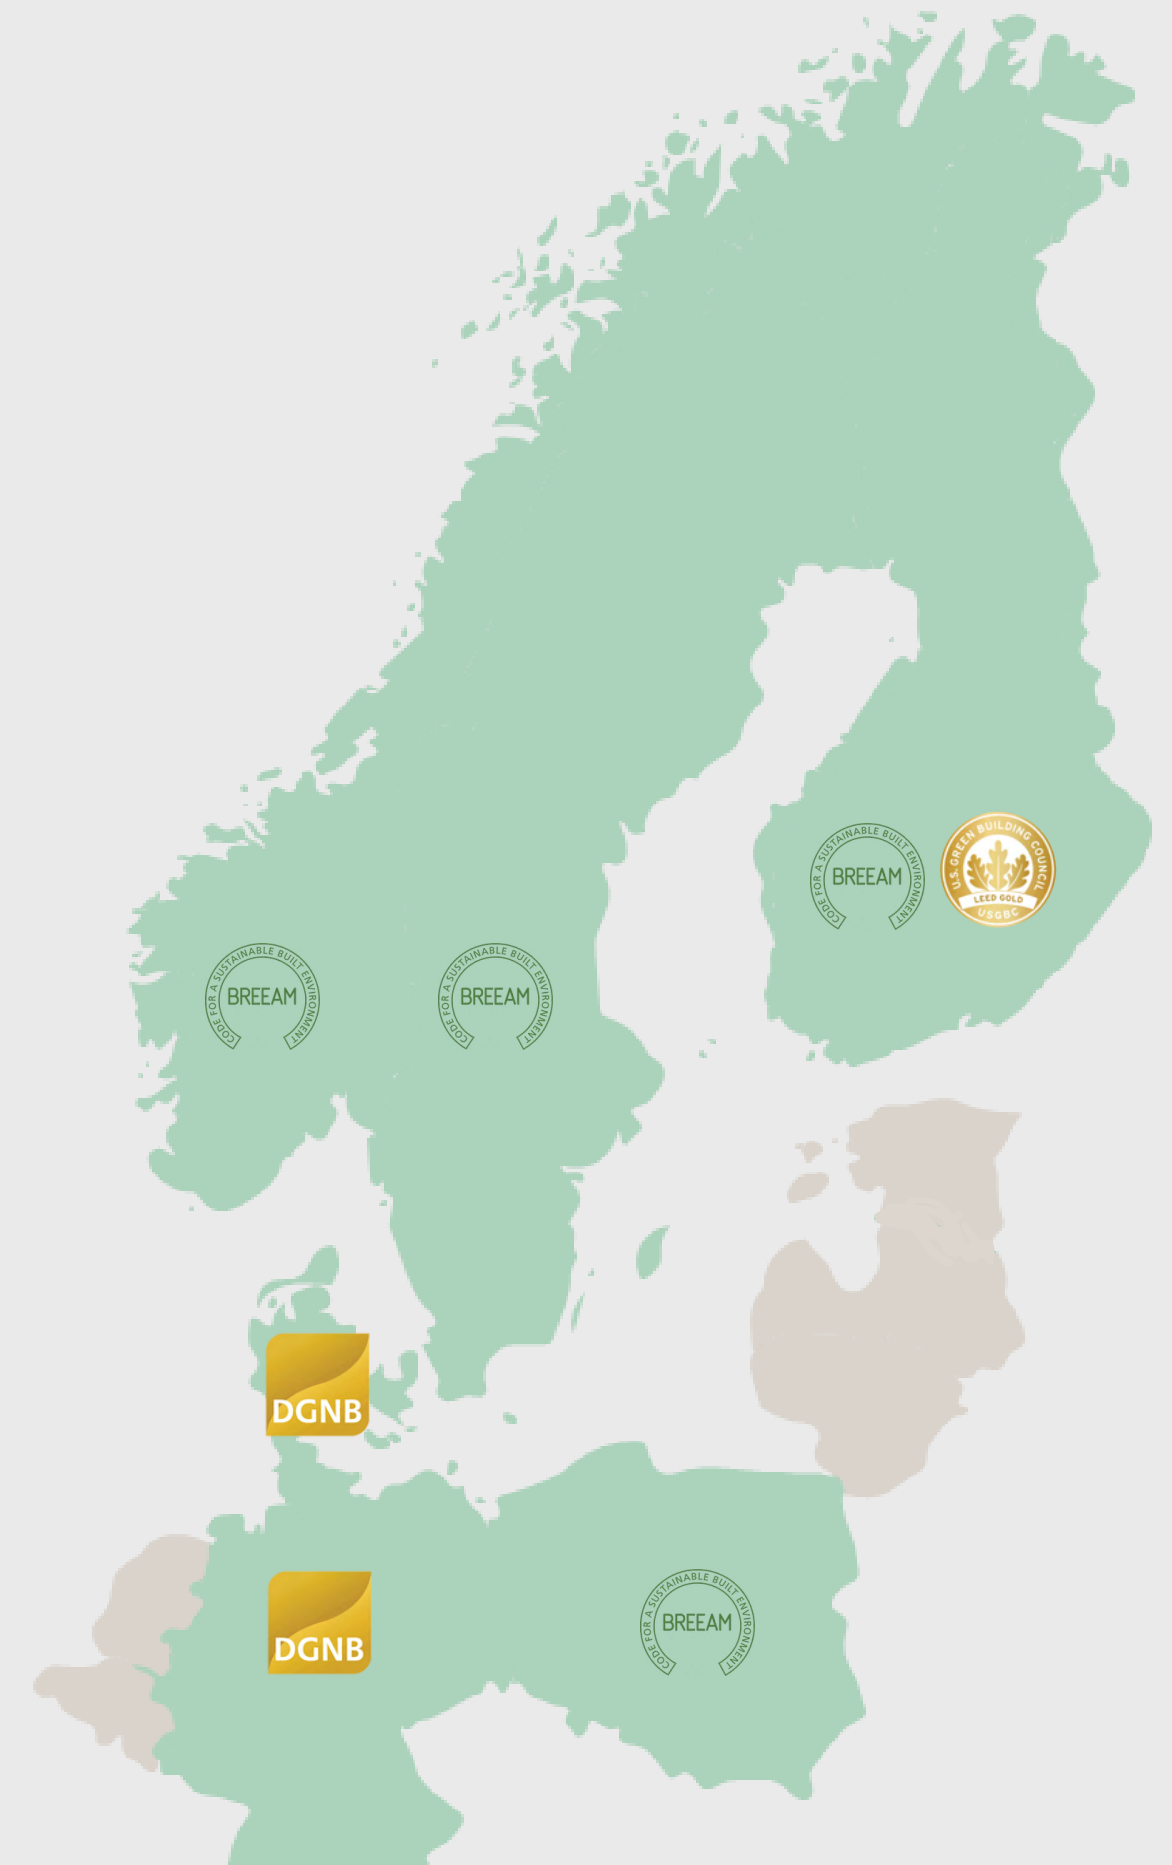 CODE FOR A SUSTAINABLE BUILT ENVIRONMENT
BREEAM
U.S. GREEN BUILDING COUNCIL
LEED GOLD
USGBC
CODE FOR A SUSTAINABLE BUILT ENVIRONMENT
BREEAM
CODE FOR A SUSTAINABLE BUILT ENVIRONMENT
BREEAM
DGNB
DGNB
CODE FOR A SUSTAINABLE BUILT ENVIRONMENT
BREEAM